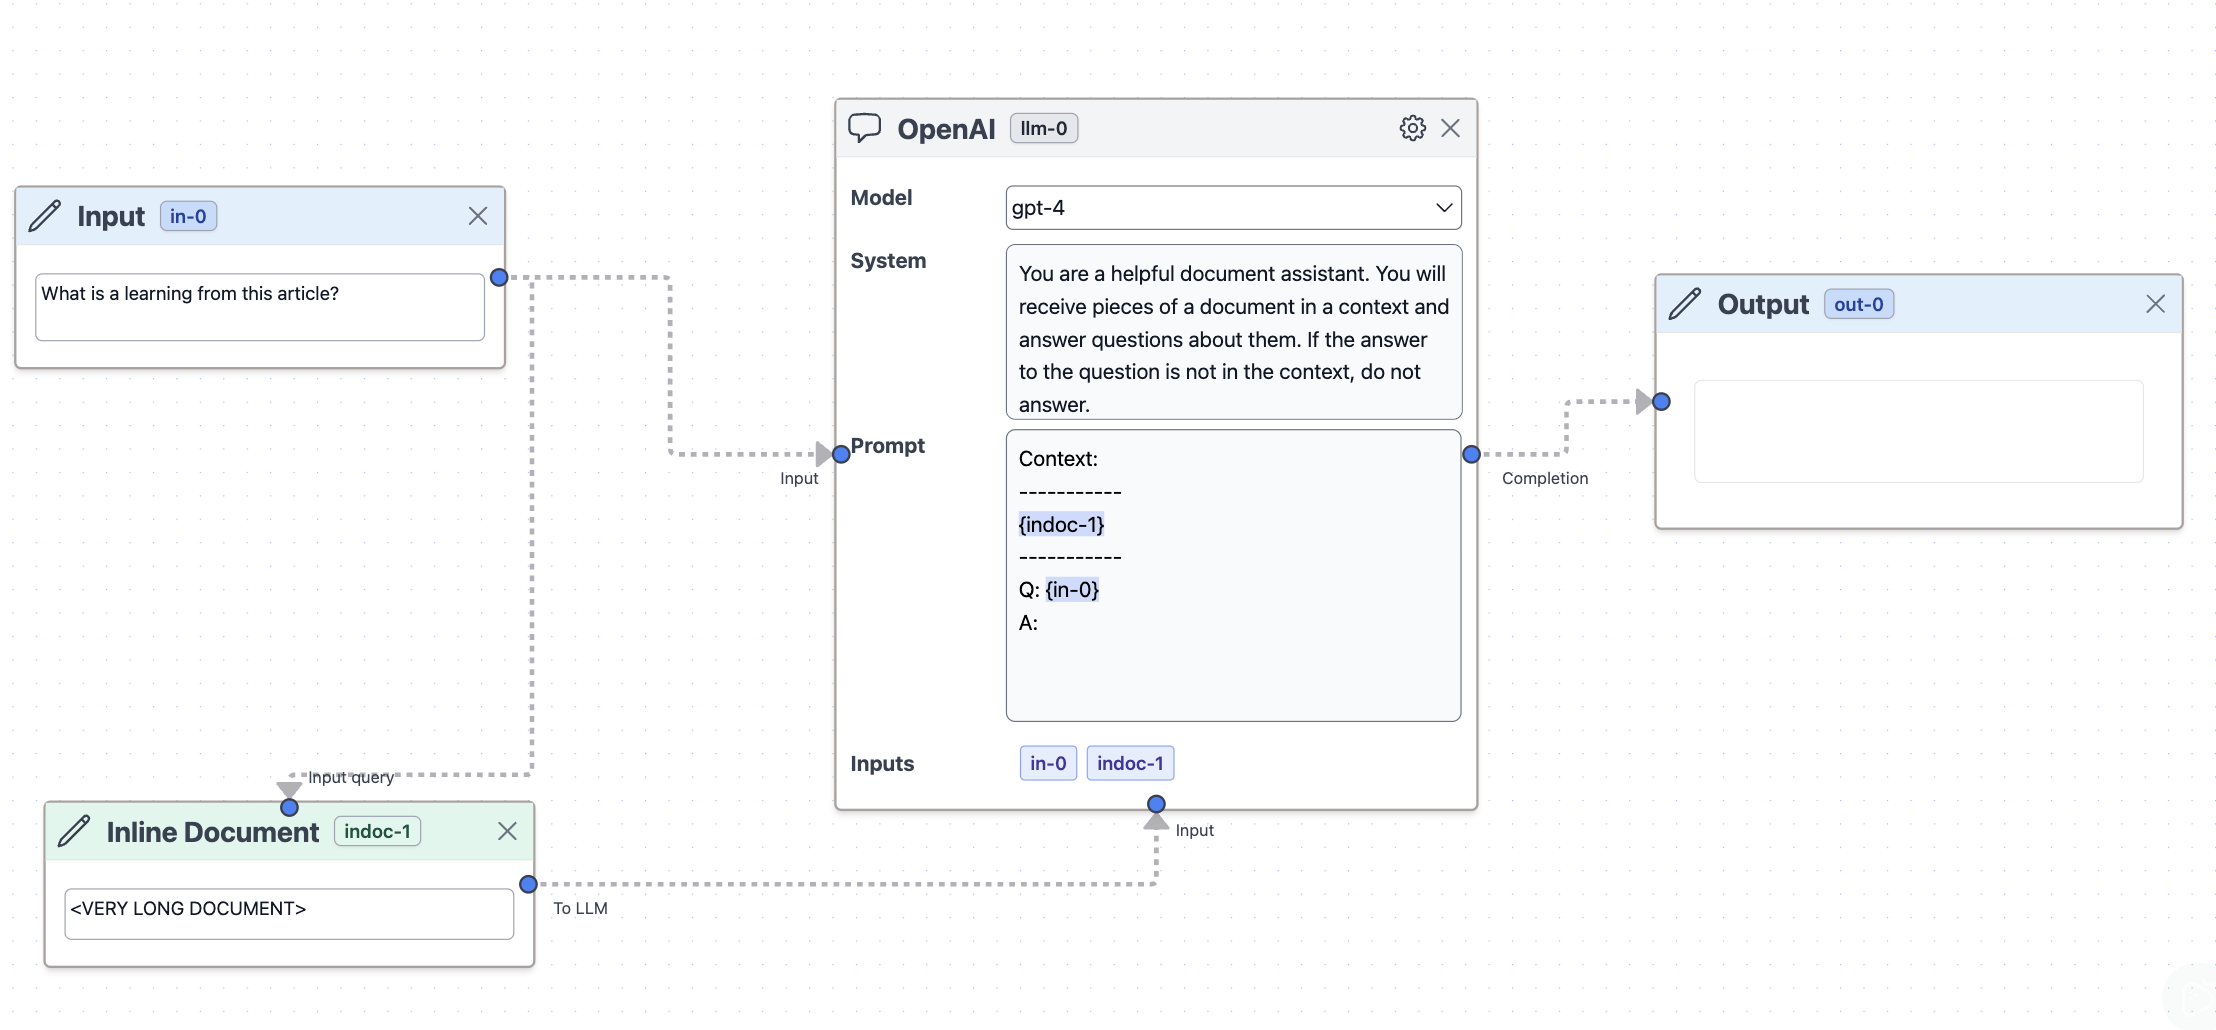 Input in-0
What is a learning from this article?
OpenAI llm-0
Model
gpt-4
System
You are a helpful document assistant. You will
receive pieces of a document in a context and
answer questions about them. If the answer
to the question is not in the context, do not
answer.
Input
Prompt
Context:
-----------
{indoc-1}
-----------
Q: {in-0}
A:
Inputs
in-0 indoc-1
Completion
Output out-0
Input query
Inline Document indoc-1
<VERY LONG DOCUMENT>
To LLM
Input